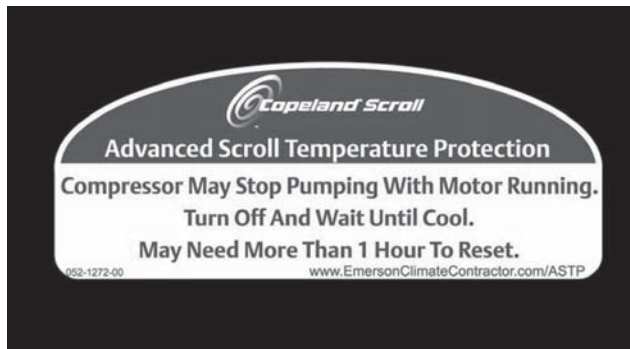 Copeland Scroll
Advanced Scroll Temperature Protection
Compressor May Stop Pumping With Motor Running.
Turn Off And Wait Until Cool.
May Need More Than 1 Hour To Reset.
052-1272-00 www.EmersonClimateContractor.com/ASTP